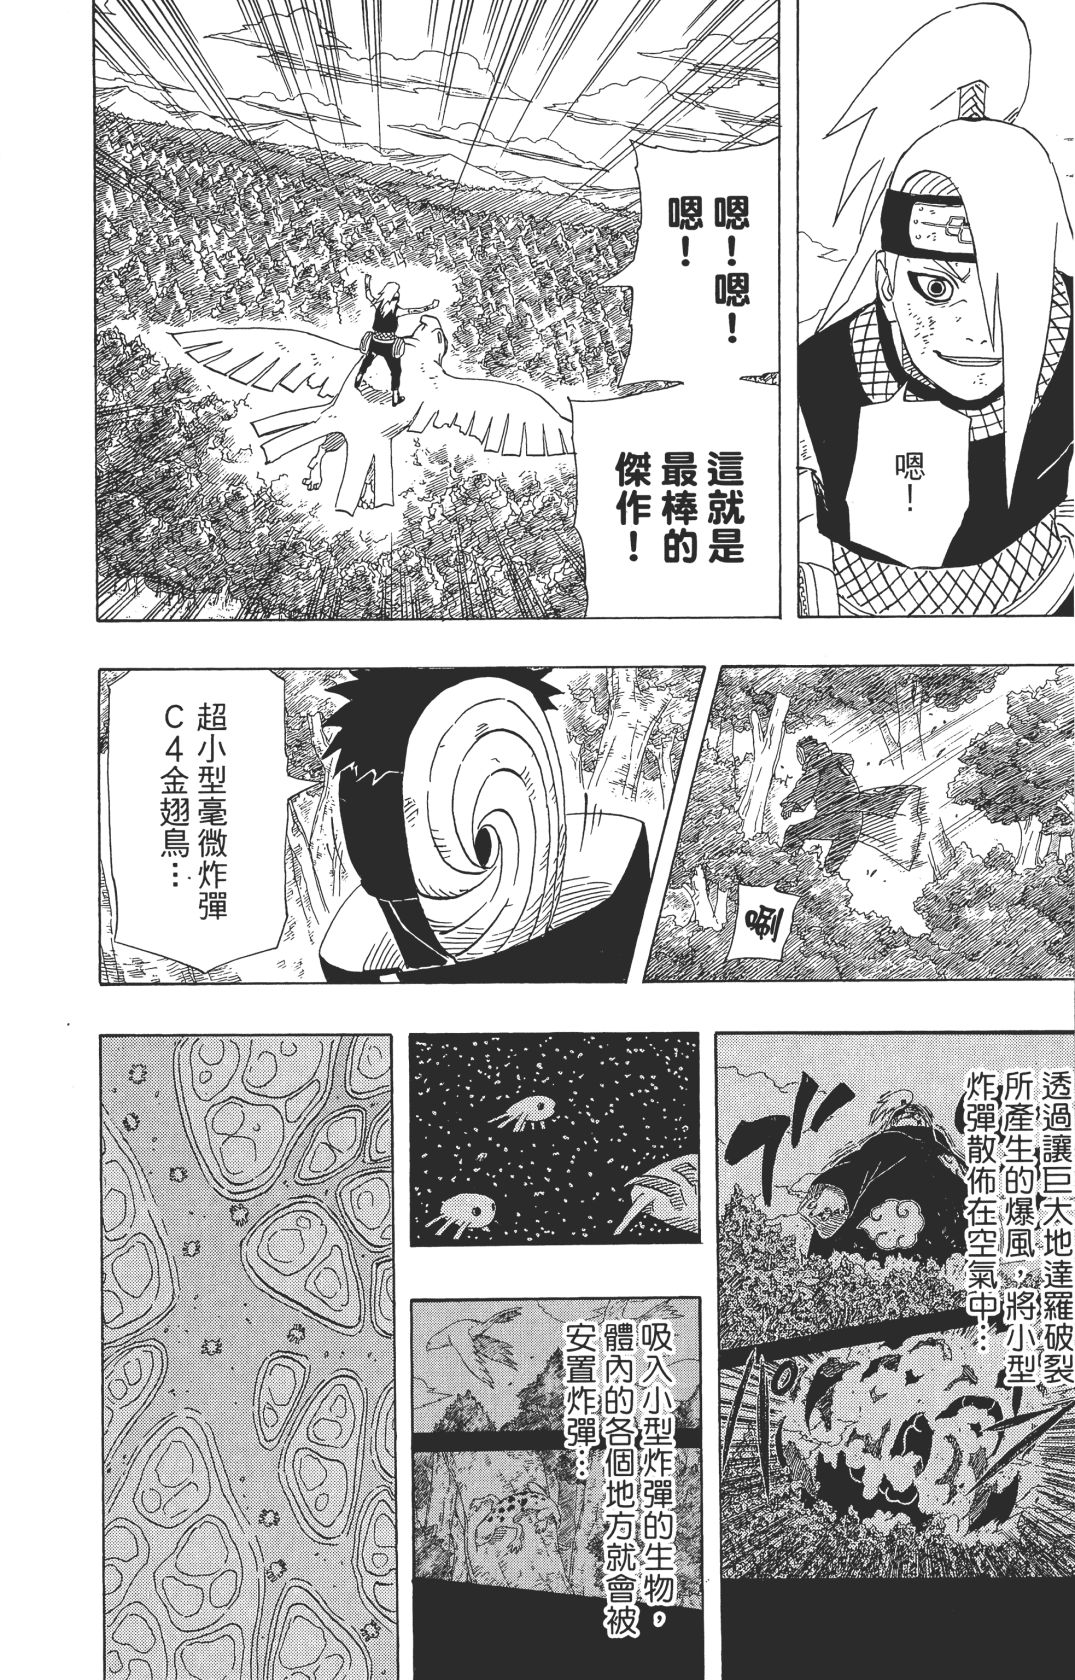 嗯！
嗯！嗯！
嗯！
這就是
最棒的
傑作！
超小型毫微炸彈
C4金翅鳥…
透過讓巨大地達羅破裂
所產生的爆風，將小型
炸彈散佈在空氣中…
吸入小型炸彈的生物，
體內的各個地方就會被
安置炸彈…